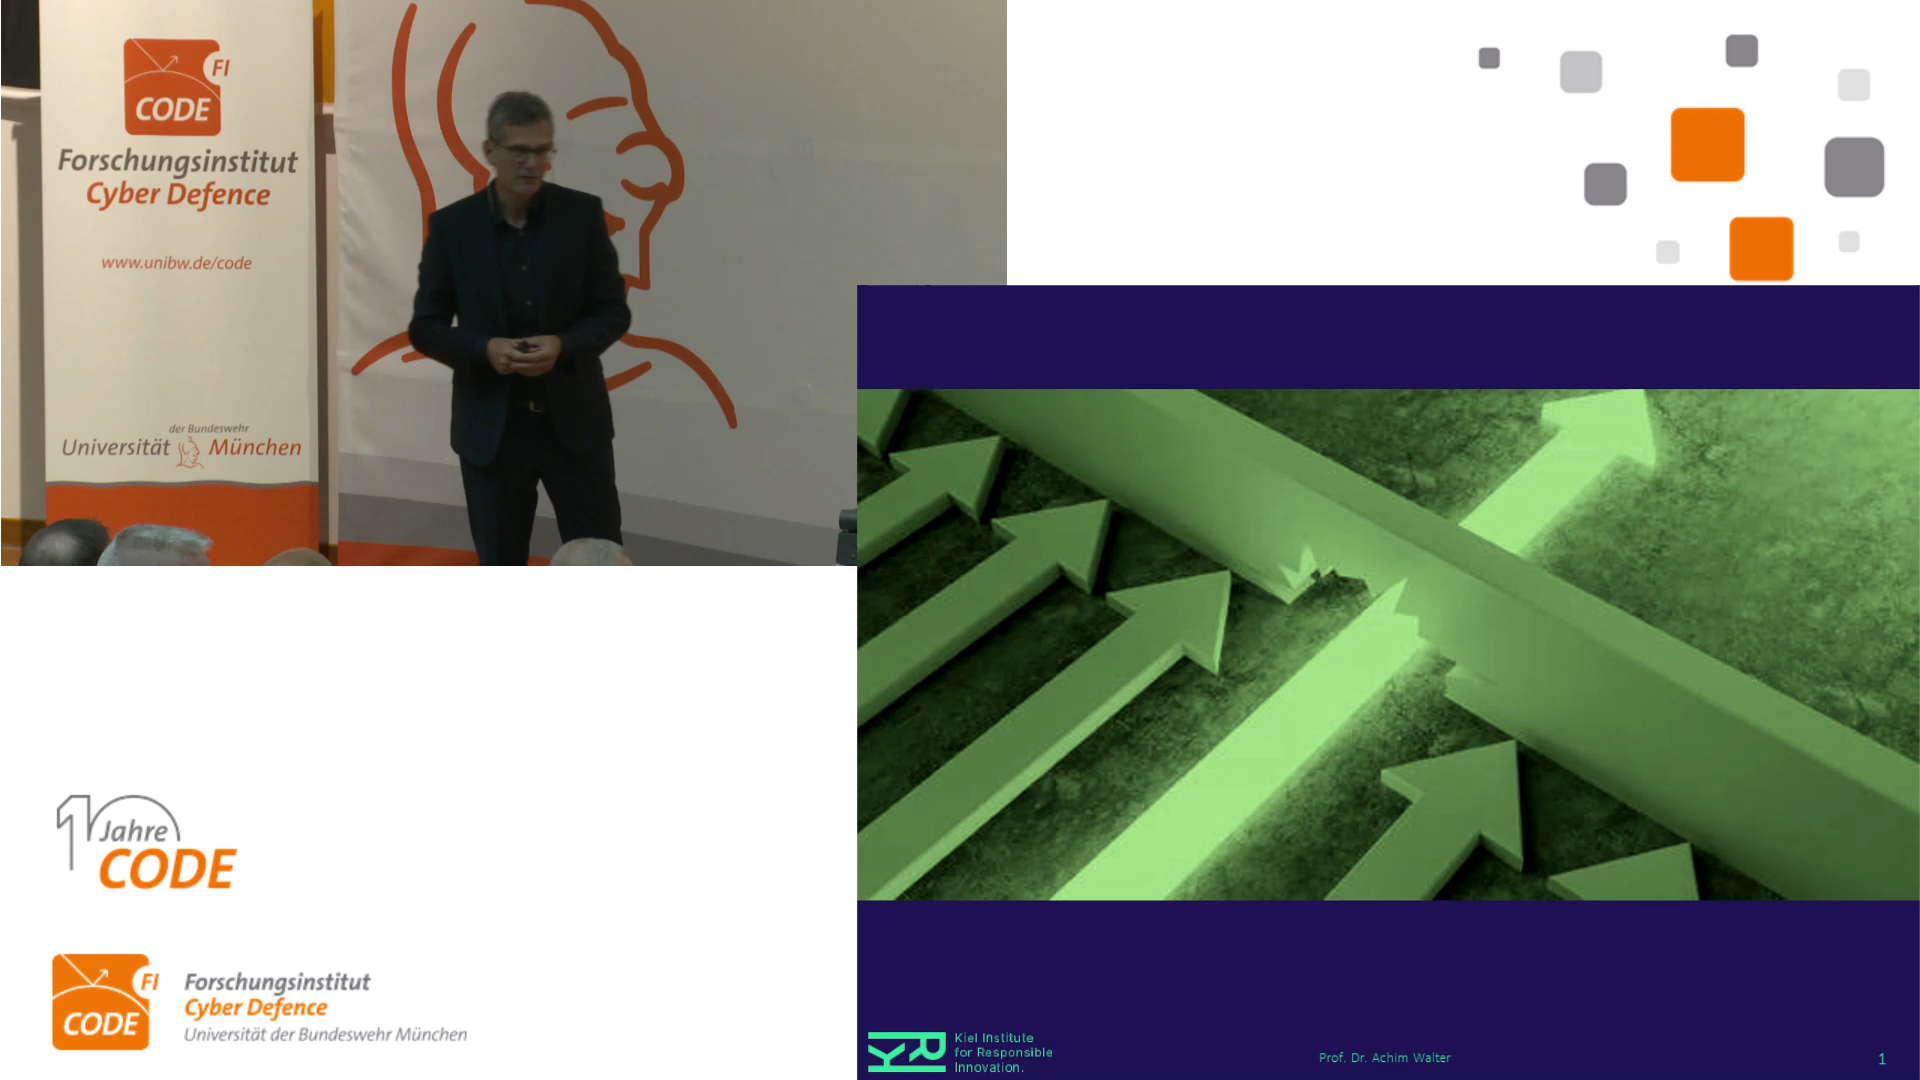 FI
CODE
Forschungsinstitut
Cyber Defence
www.unibw.de/code
der Bundeswehr
Universität München
10 Jahre
CODE
FI
CODE
Forschungsinstitut
Cyber Defence
Universität der Bundeswehr München
Kiel Institute
for Responsible
Innovation.
Prof. Dr. Achim Walter
1